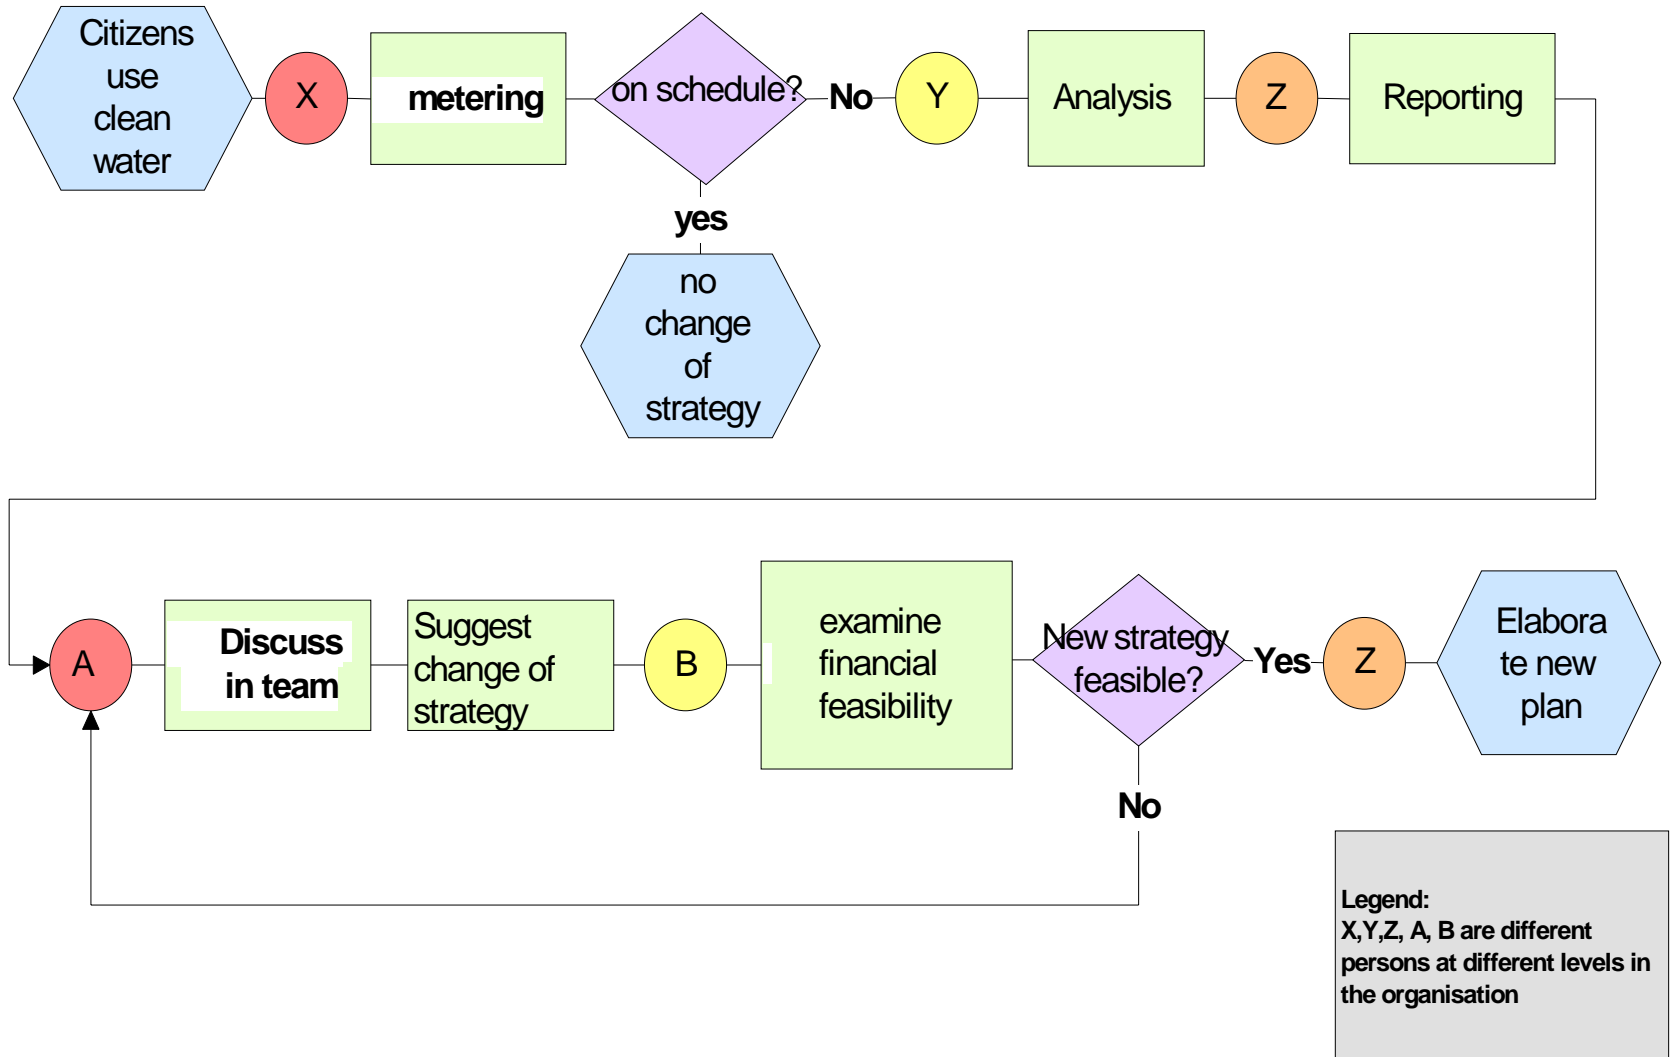 Citizens
use
clean
water
X
metering
on schedule?
No
Y
Analysis
Z
Reporting
yes
no
change
of
strategy
A
Discuss
in team
Suggest
change of
strategy
B
examine
financial
feasibility
New strategy
feasible?
Yes
Z
Elabora
te new
plan
No
Legend:
X,Y,Z, A, B are different
persons at different levels in
the organisation